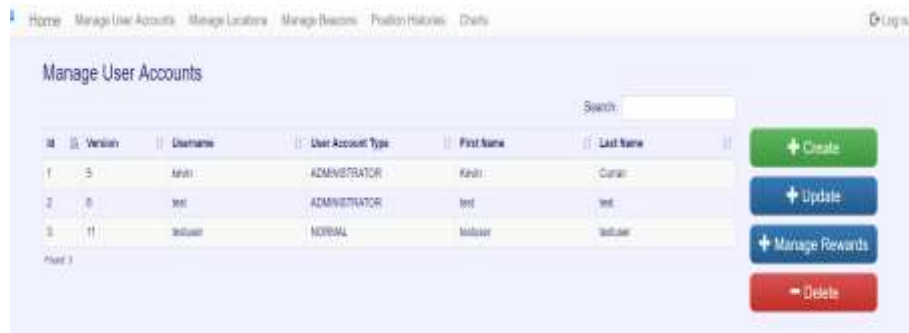 Home Manage User Accounts Manage Locations Manage Beacons Position Histories Charts Log
Manage User Accounts
Search:
Id Version Username User Account Type First Name Last Name
1 5 kevin ADMINISTRATOR Kevin Curran
2 6 test ADMINISTRATOR test test
3 11 testuser NORMAL testuser testuser
Found: 3
Create
Update
Manage Rewards
Delete